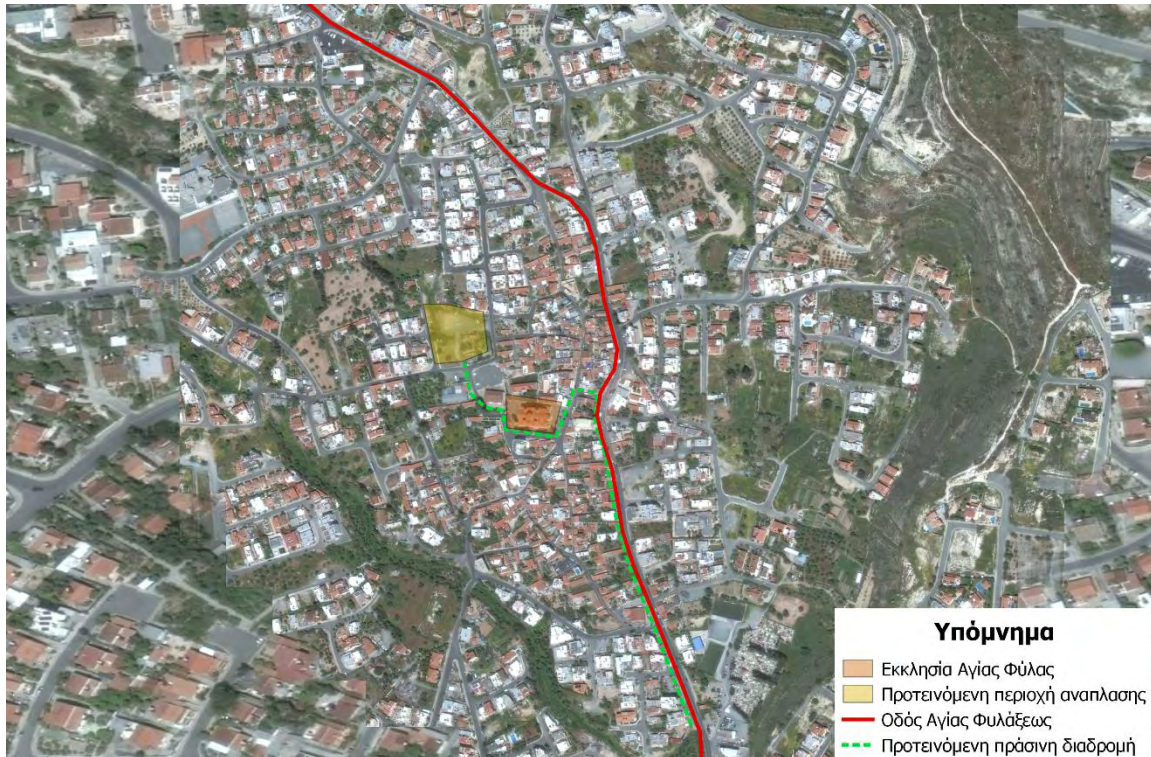 Υπόμνημα
Εκκλησία Αγίας Φύλας
Προτεινόμενη περιοχή αναπλασης
Οδός Αγίας Φυλάξεως
Προτεινόμενη πράσινη διαδρομή